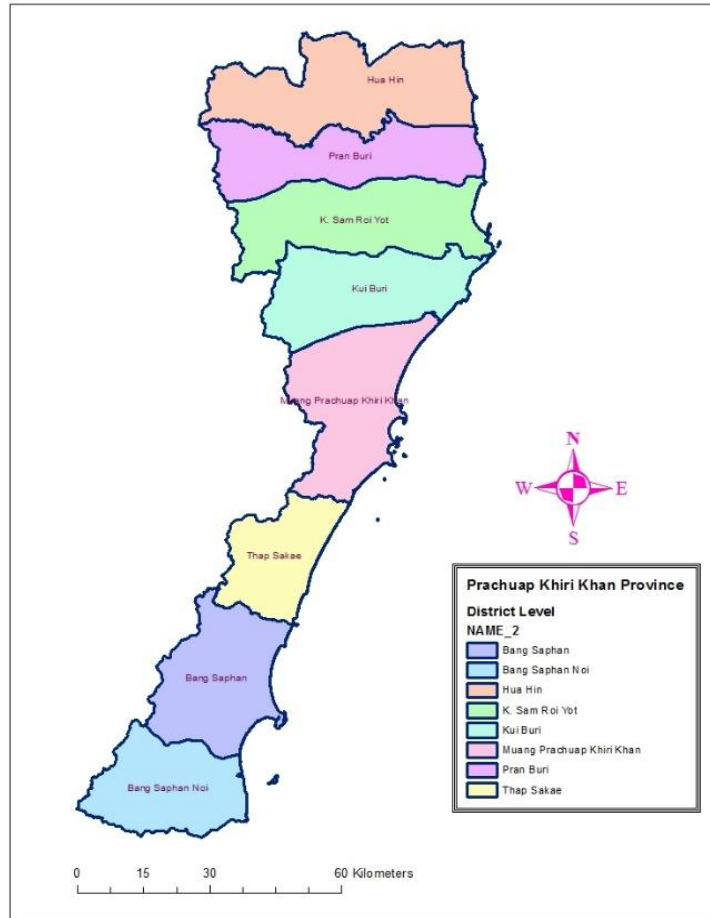 Hua Hin
Pran Buri
K. Sam Roi Yot
Kui Buri
Muang Prachuap Khiri Khan
N
W
E
S
Thap Sakae
Bang Saphan
Bang Saphan Noi
Prachuap Khiri Khan Province
District Level
NAME_2
Bang Saphan
Bang Saphan Noi
Hua Hin
K. Sam Roi Yot
Kui Buri
Muang Prachuap Khiri Khan
Pran Buri
Thap Sakae
0 15 30 60 Kilometers